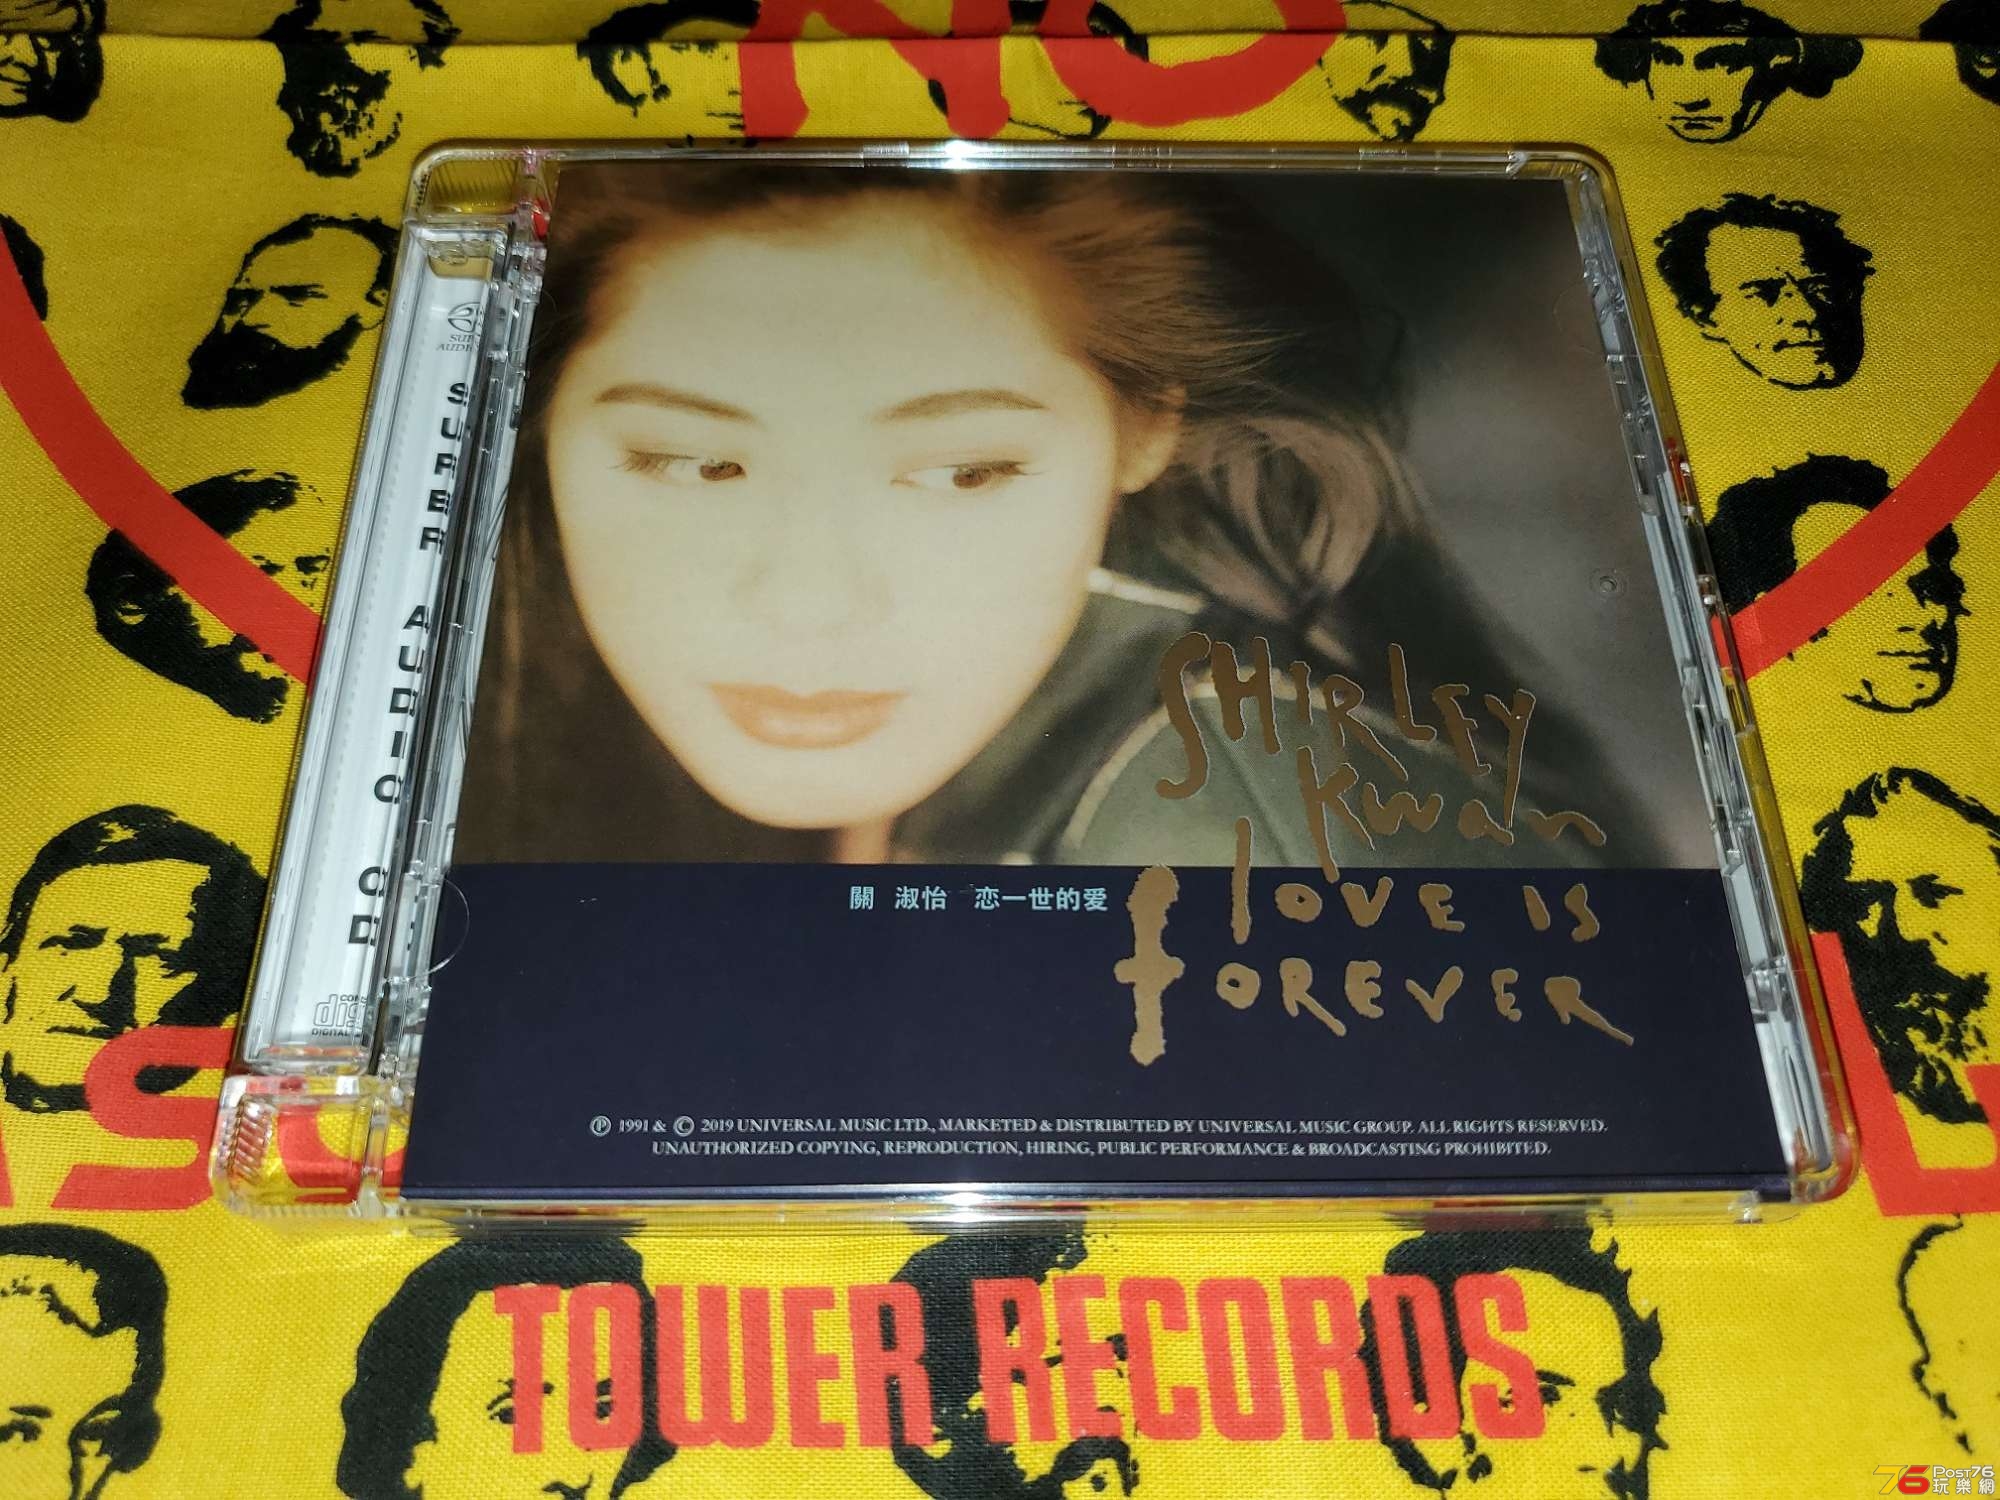 NO
SUPER AUDIO CD
SHIRLEY
Kwan
love is
forever
關 淑怡 恋一世的爱
Ⓟ 1991 & © 2019 UNIVERSAL MUSIC LTD., MARKETED & DISTRIBUTED BY UNIVERSAL MUSIC GROUP. ALL RIGHTS RESERVED.
UNAUTHORIZED COPYING, REPRODUCTION, HIRING, PUBLIC PERFORMANCE & BROADCASTING PROHIBITED.
TOWER RECORDS
76 POST76
玩樂網